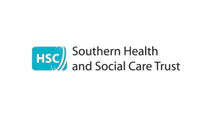 HSC
Southern Health
and Social Care Trust